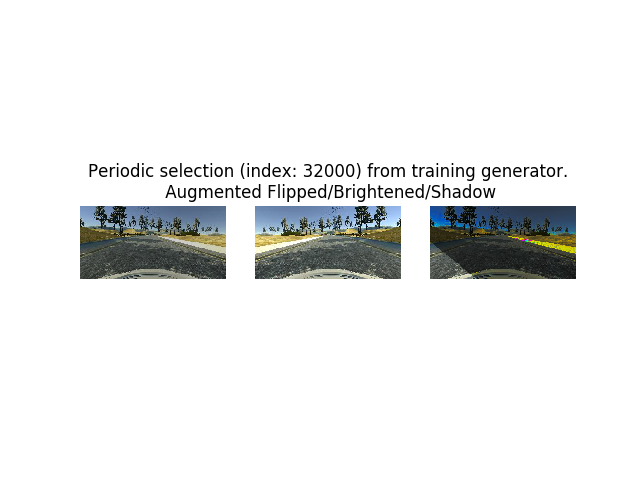 Periodic selection (index: 32000) from training generator.
Augmented Flipped/Brightened/Shadow